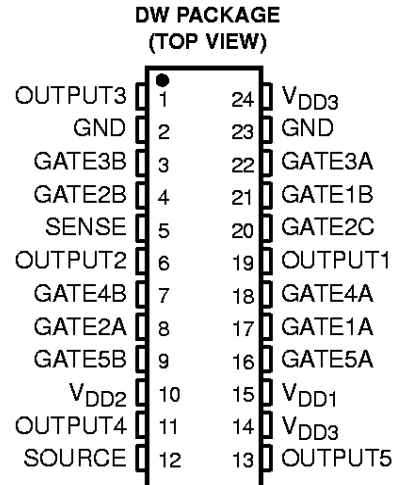 DW PACKAGE
(TOP VIEW)
OUTPUT3 1 24 VDD3
GND 2 23 GND
GATE3B 3 22 GATE3A
GATE2B 4 21 GATE1B
SENSE 5 20 GATE2C
OUTPUT2 6 19 OUTPUT1
GATE4B 7 18 GATE4A
GATE2A 8 17 GATE1A
GATE5B 9 16 GATE5A
VDD2 10 15 VDD1
OUTPUT4 11 14 VDD3
SOURCE 12 13 OUTPUT5